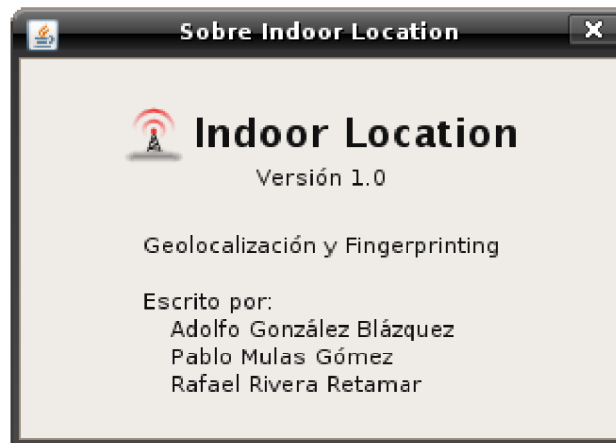 Sobre Indoor Location
Indoor Location
Versión 1.0
Geolocalización y Fingerprinting
Escrito por:
Adolfo González Blázquez
Pablo Mulas Gómez
Rafael Rivera Retamar